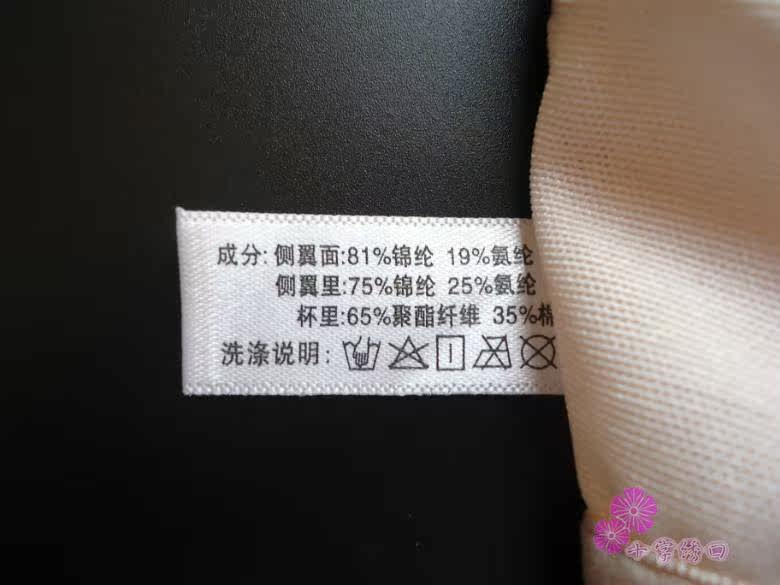 成分: 侧翼面:81%锦纶 19%氨纶
侧翼里:75%锦纶 25%氨纶
杯里:65%聚酯纤维 35%棉
洗涤说明: